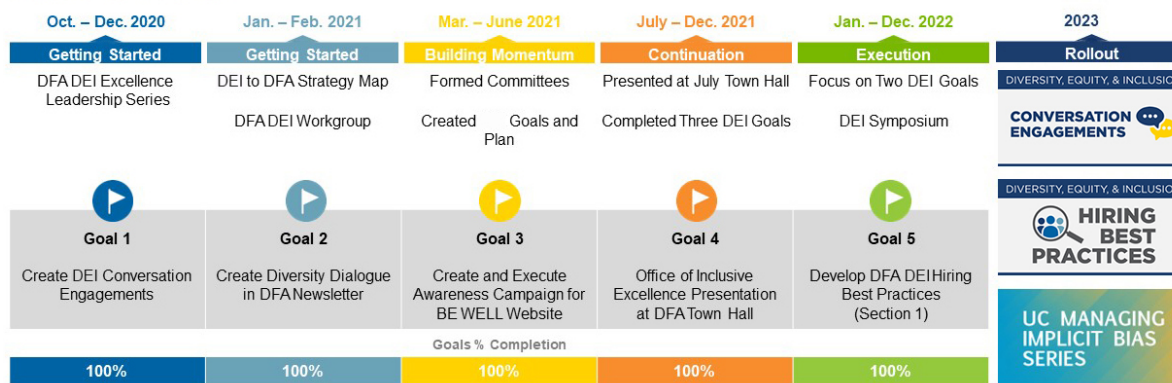 Oct. – Dec. 2020
Jan. – Feb. 2021
Mar. – June 2021
July – Dec. 2021
Jan. – Dec. 2022
2023
Getting Started
Getting Started
Building Momentum
Continuation
Execution
Rollout
DFA DEI Excellence
Leadership Series
DEI to DFA Strategy Map
DFA DEI Workgroup
Formed Committees
Created Goals and
Plan
Presented at July Town Hall
Completed Three DEI Goals
Focus on Two DEI Goals
DEI Symposium
DIVERSITY, EQUITY, & INCLUSIO
CONVERSATION
ENGAGEMENTS
DIVERSITY, EQUITY, & INCLUSIO
HIRING
BEST
PRACTICES
UC MANAGING
IMPLICIT BIAS
SERIES
Goal 1
Create DEI Conversation
Engagements
Goal 2
Create Diversity Dialogue
in DFA Newsletter
Goal 3
Create and Execute
Awareness Campaign for
BE WELL Website
Goal 4
Office of Inclusive
Excellence Presentation
at DFA Town Hall
Goal 5
Develop DFA DEI Hiring
Best Practices
(Section 1)
Goals % Completion
100%
100%
100%
100%
100%